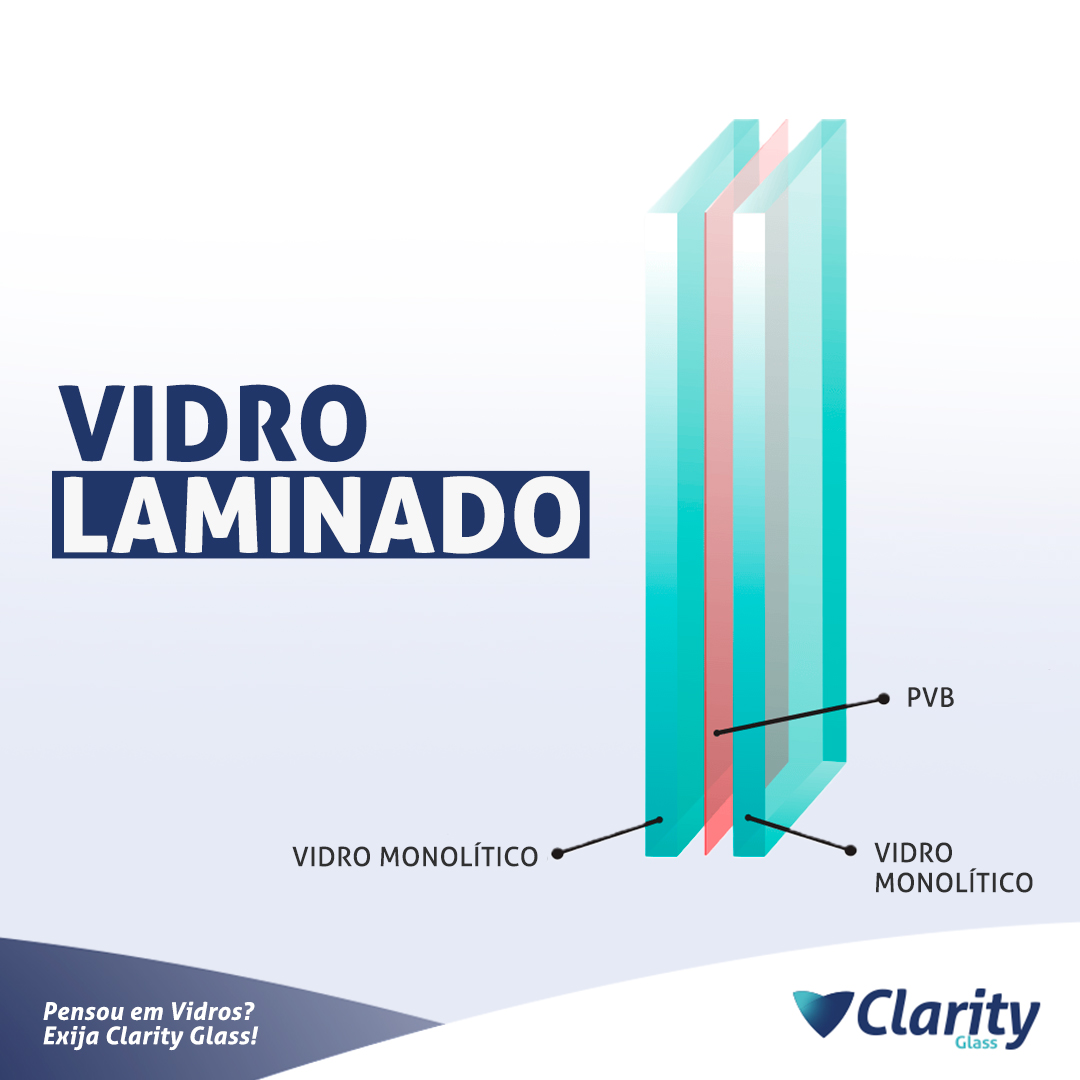 VIDRO
LAMINADO
PVB
VIDRO MONOLÍTICO
VIDRO
MONOLÍTICO
Pensou em Vidros?
Exija Clarity Glass!
Clarity
Glass